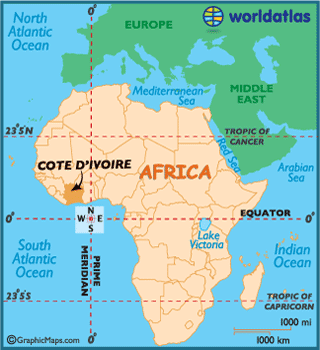 North Atlantic
Ocean
EUROPE
worldatlas
Mediterranean
Sea
MIDDLE
EAST
23°5'N
TROPIC OF
CANCER
Red Sea
COTE D'IVOIRE
AFRICA
Arabian
Sea
N
W E
S
EQUATOR
0°
0°
Lake
Victoria
South
Atlantic
Ocean
PRIME
MERIDIAN
Indian
Ocean
23°5'S
TROPIC OF
CAPRICORN
1000 mi
1000 km
©GraphicMaps.com
0°